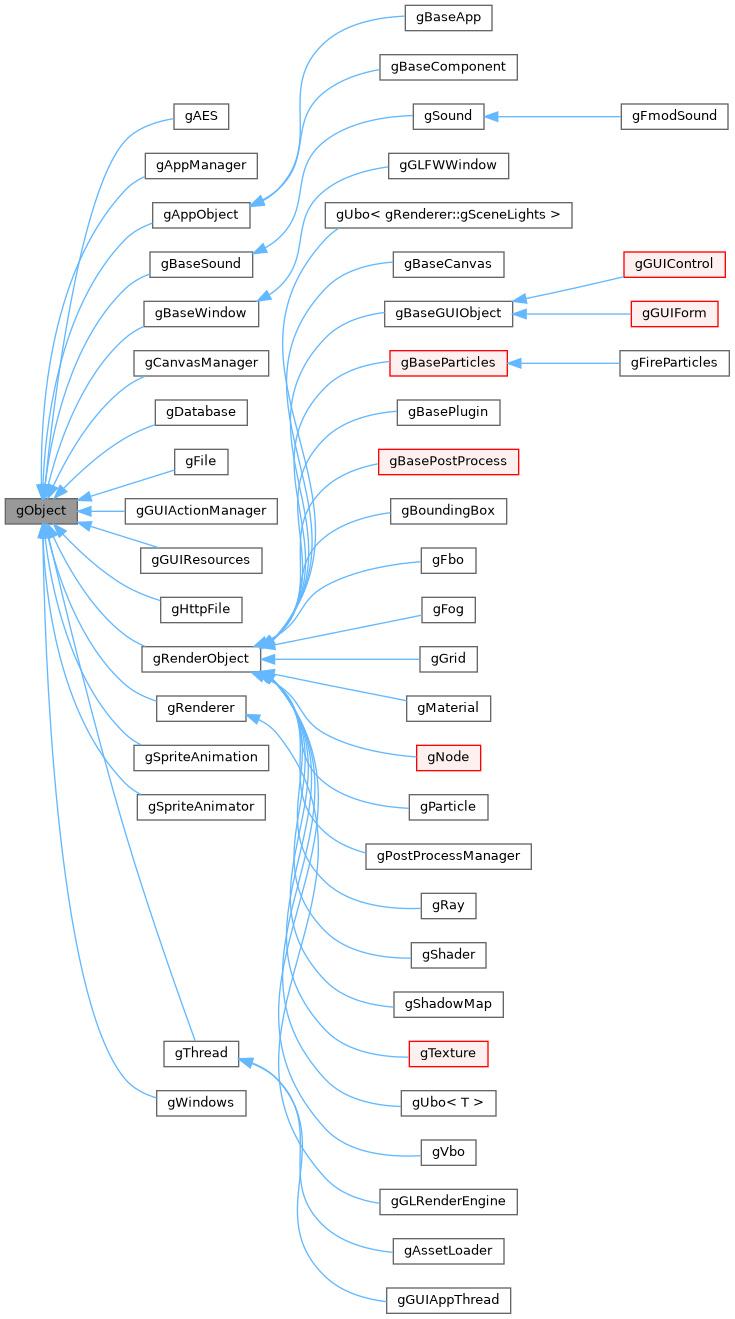 gBaseApp
gBaseComponent
gAES
gSound
gFmodSound
gAppManager
gGLFWWindow
gAppObject
gUbo< gRenderer::gSceneLights >
gBaseSound
gBaseCanvas
gGUIControl
gBaseWindow
gBaseGUIObject
gGUIForm
gCanvasManager
gBaseParticles
gFireParticles
gDatabase
gBasePlugin
gFile
gBasePostProcess
gObject
gGUIActionManager
gBoundingBox
gGUIResources
gFbo
gHttpFile
gFog
gRenderObject
gGrid
gRenderer
gMaterial
gSpriteAnimation
gNode
gSpriteAnimator
gParticle
gPostProcessManager
gRay
gShader
gShadowMap
gThread
gTexture
gWindows
gUbo< T >
gVbo
gGLRenderEngine
gAssetLoader
gGUIAppThread